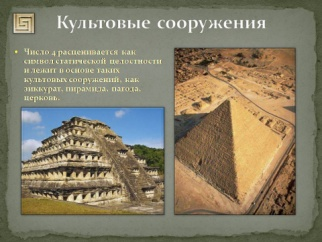 Культовые сооружения
Число 4 расценивается как
символ статической целостности
и лежит в основе таких
культовых сооружений, как
зиккурат, пирамида, пагода,
церковь.